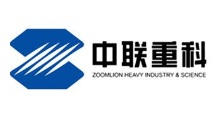 中联重科
ZOOMLION HEAVY INDUSTRY & SCIENCE